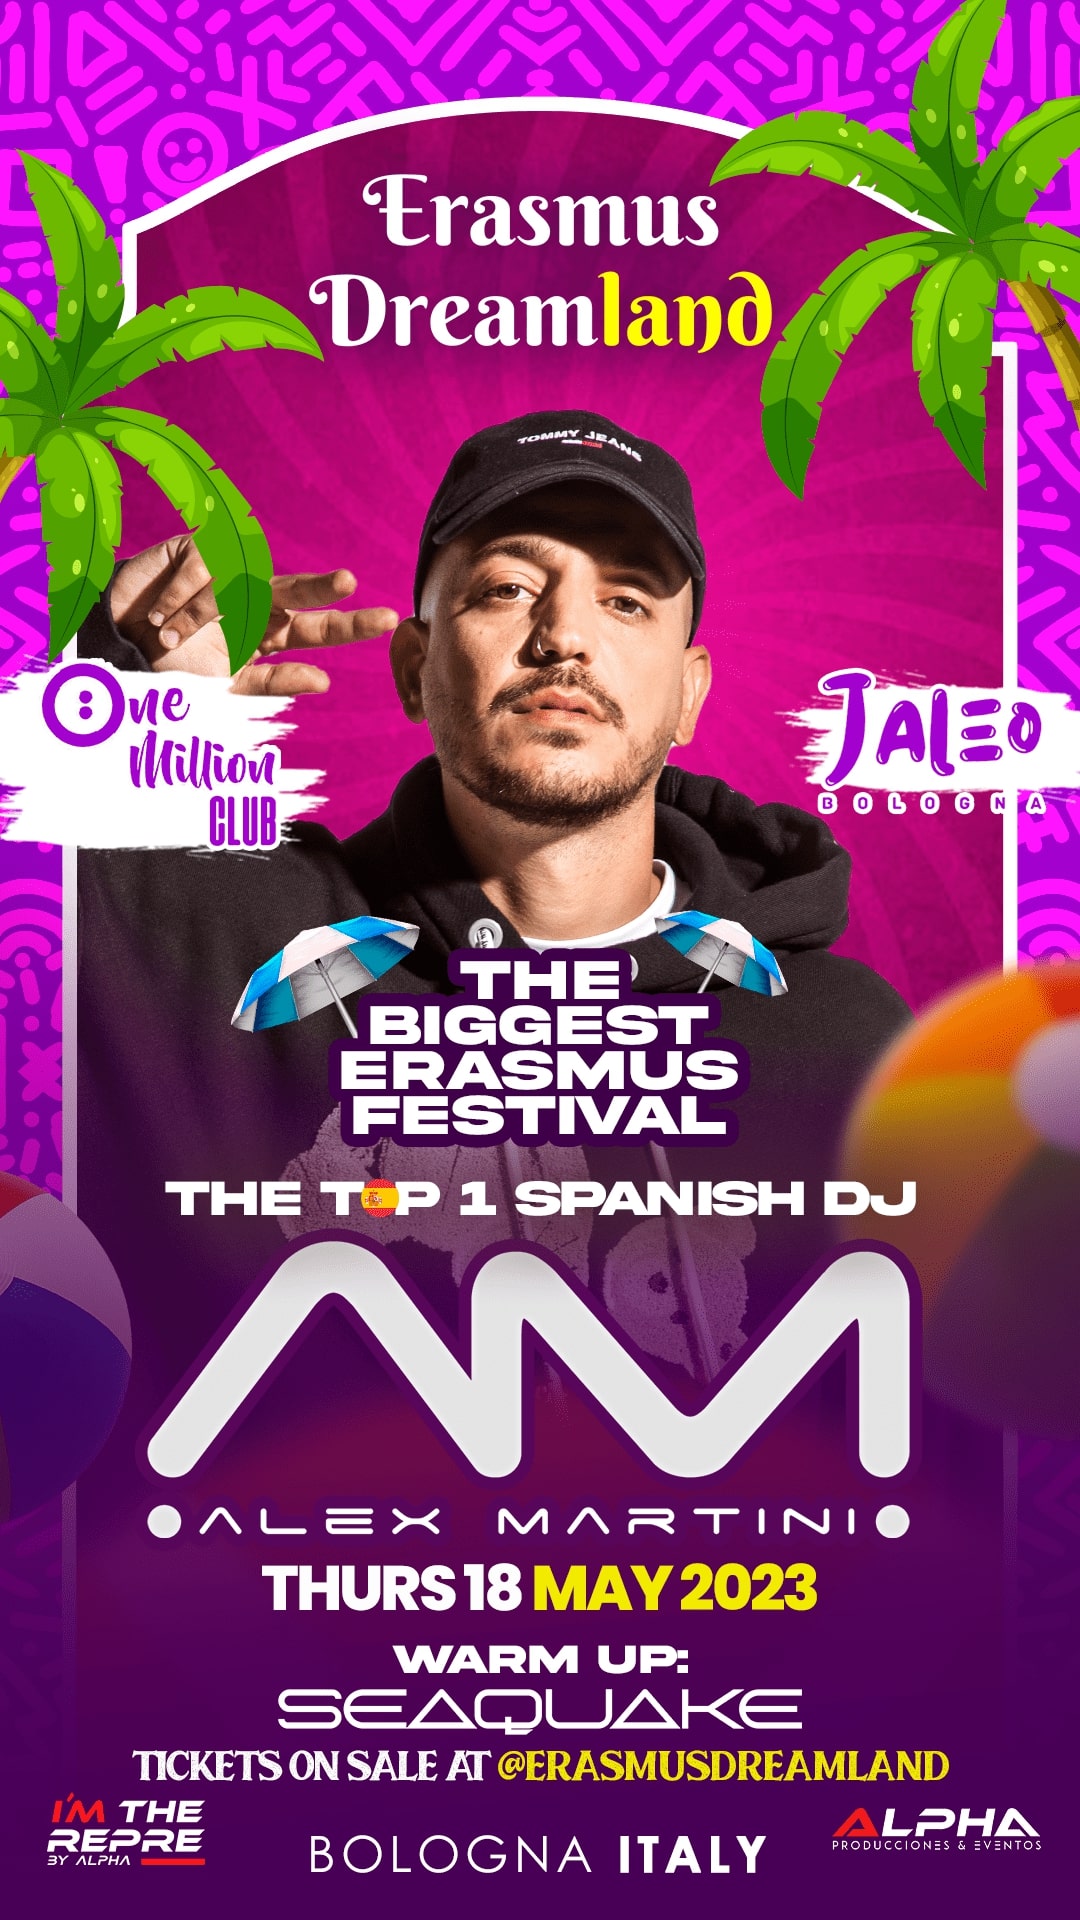 Erasmus
Dreamland
TOMMY JEANS
One
Million
CLUB
JALEO
BOLOGNA
THE
BIGGEST
ERASMUS
FESTIVAL
THE TOP 1 SPANISH DJ
AM
ALEX MARTINI
THURS 18 MAY 2023
WARM UP:
SEAQUAKE
TICKETS ON SALE AT @ERASMUSDREAMLAND
I'M THE
REPRE
BY ALPHA
BOLOGNA ITALY
ALPHA
PRODUCCIONES & EVENTOS